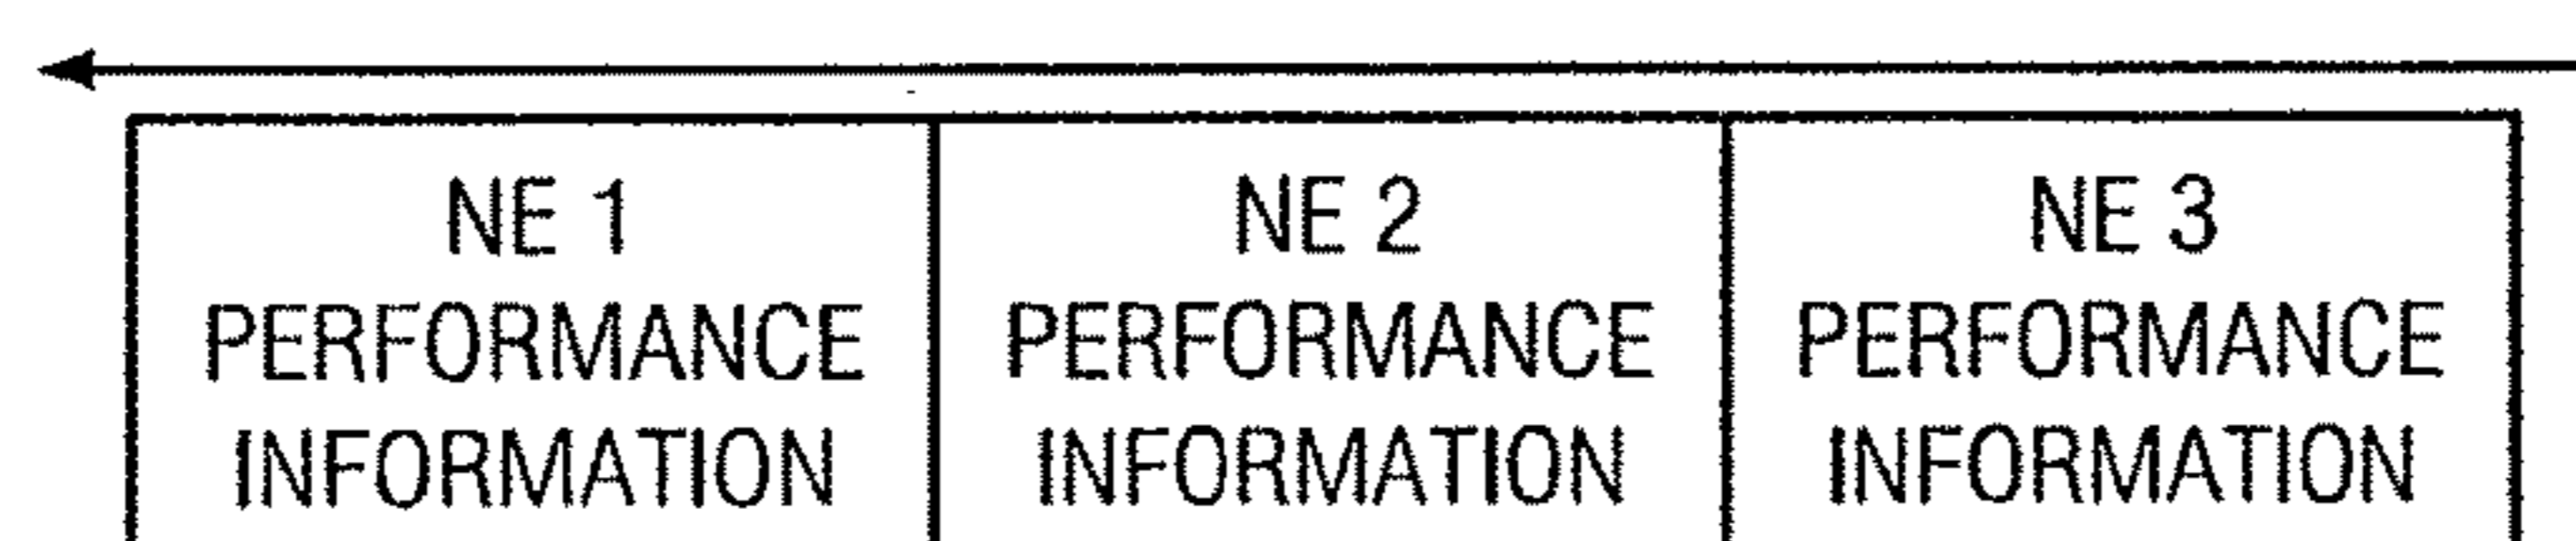 NE 1
PERFORMANCE
INFORMATION
NE 2
PERFORMANCE
INFORMATION
NE 3
PERFORMANCE
INFORMATION